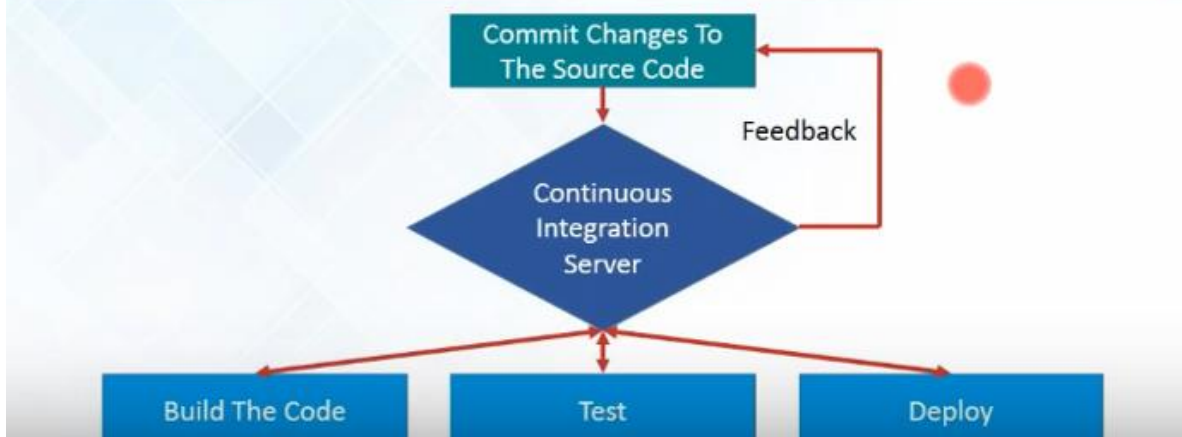 Commit Changes To
The Source Code
Feedback
Continuous
Integration
Server
Build The Code
Test
Deploy